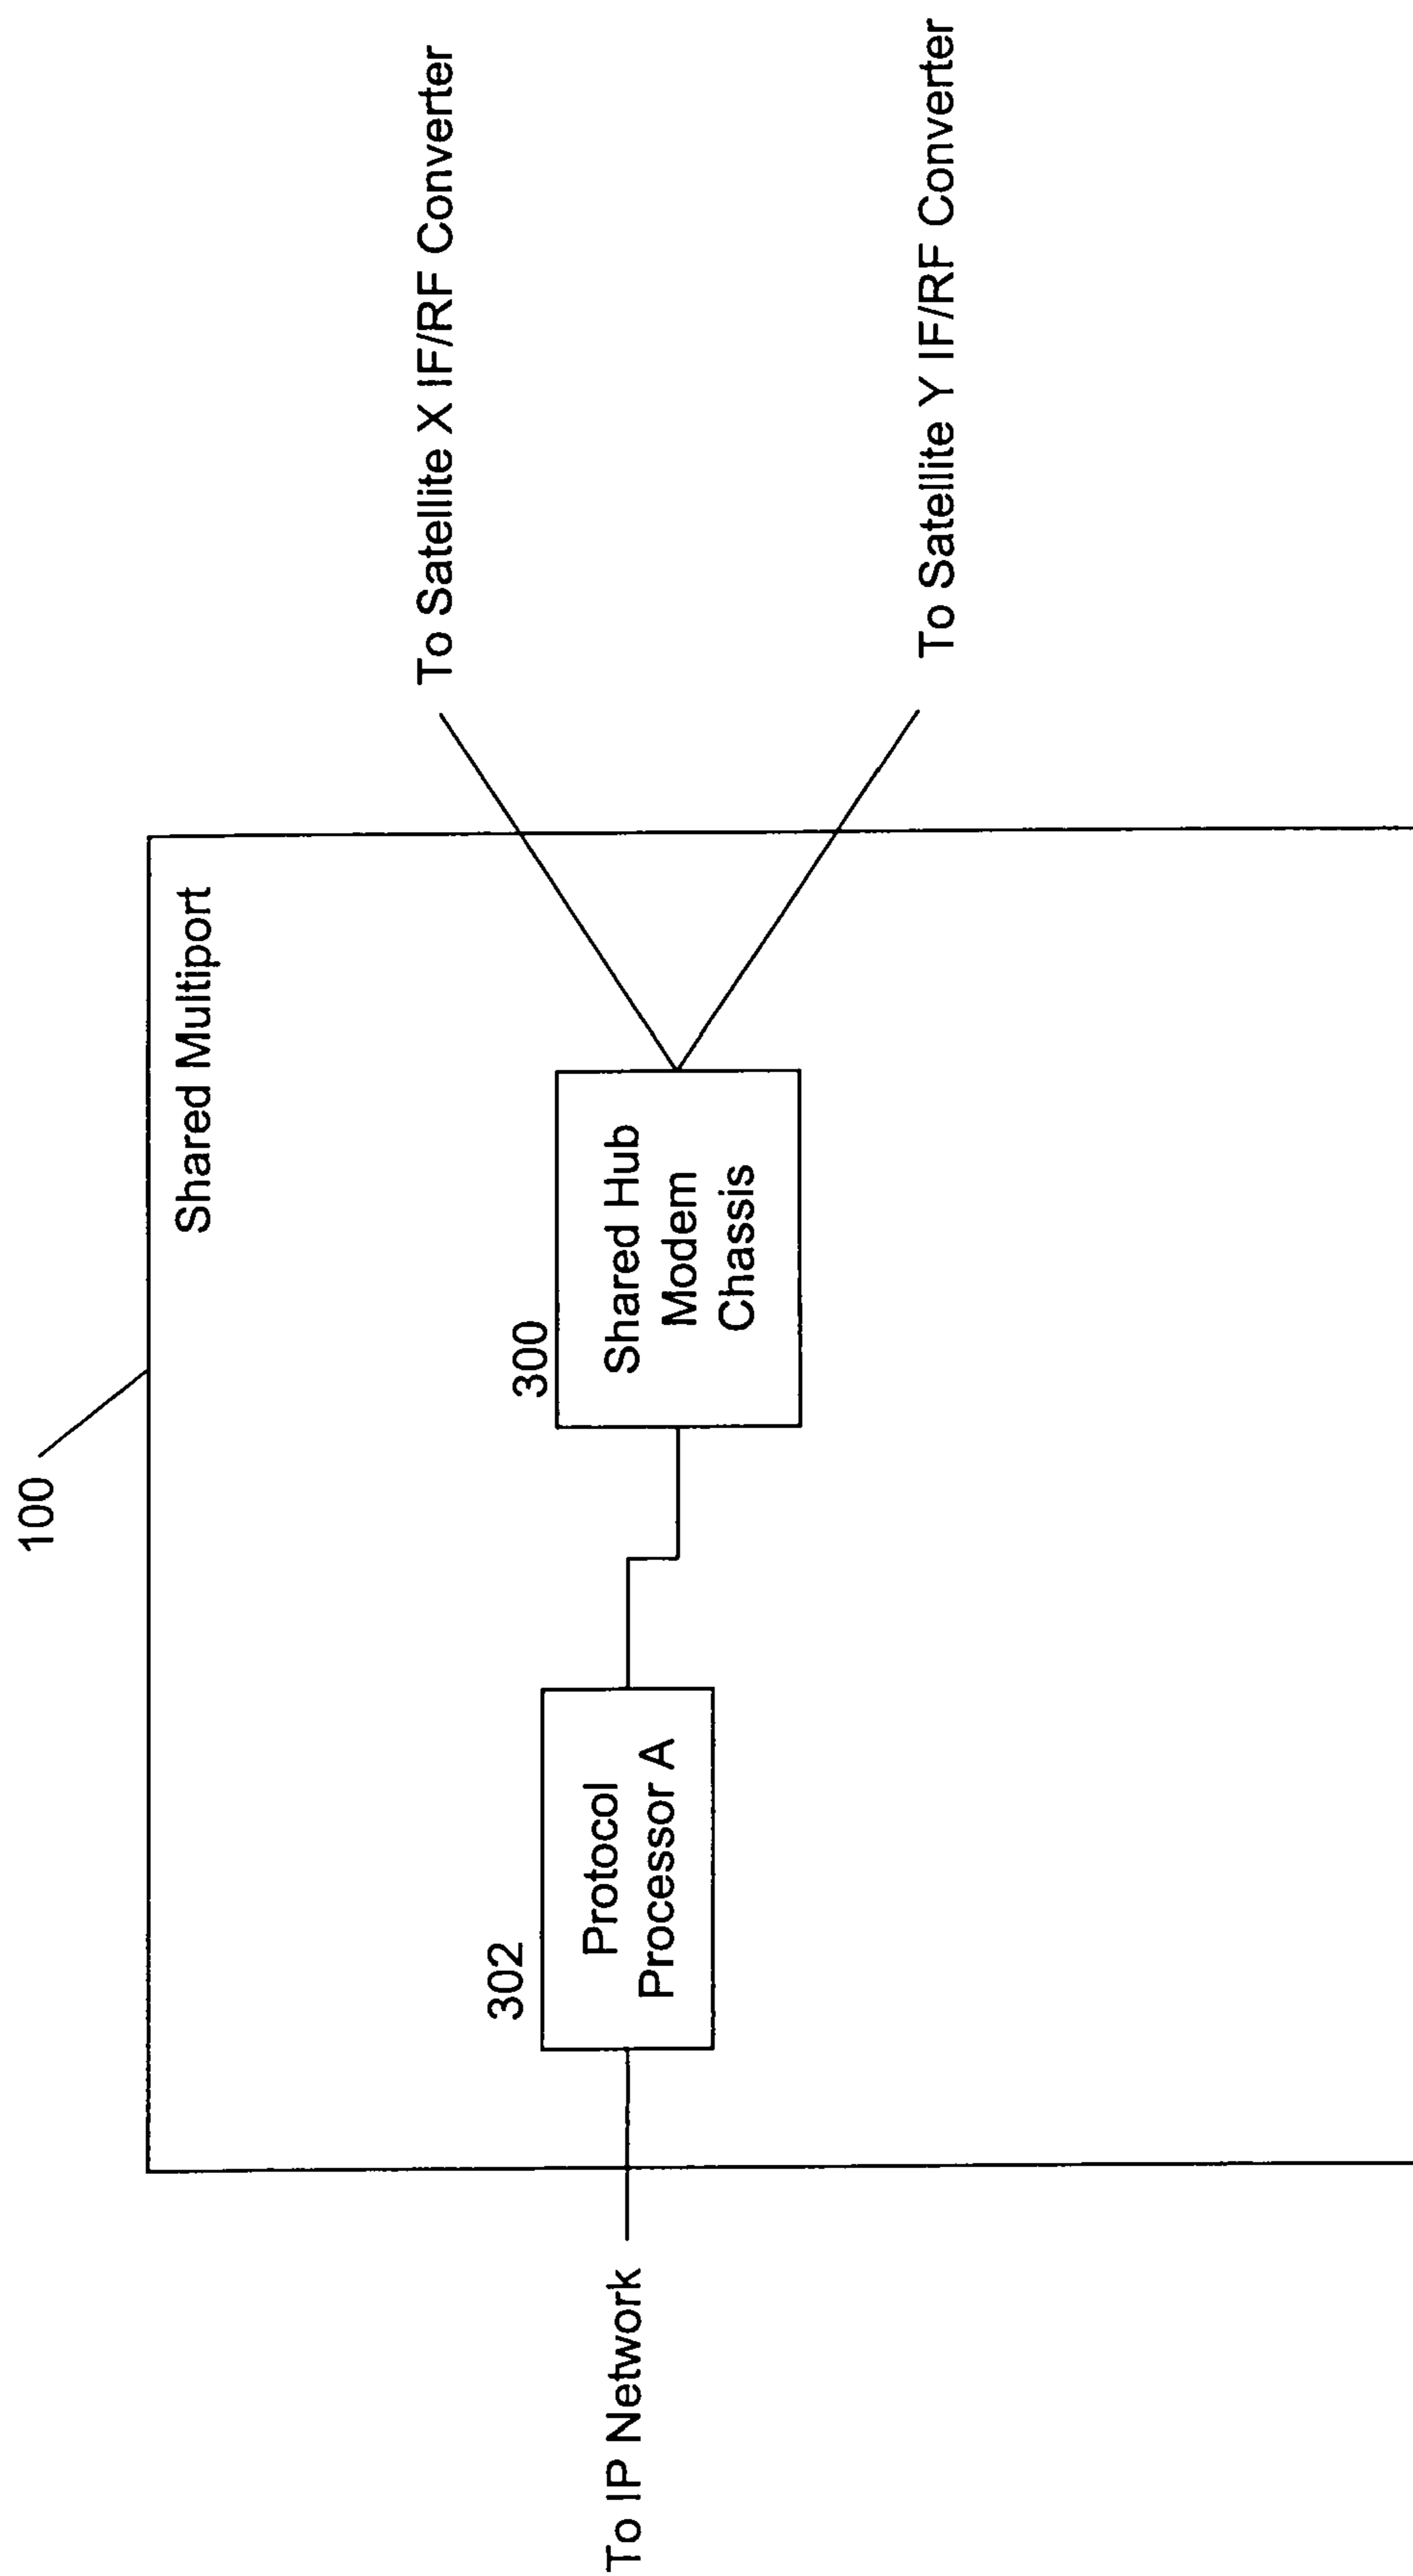 100
Shared Multiport
To Satellite X IF/RF Converter
302
300
Protocol
Processor A
Shared Hub
Modem
Chassis
To IP Network
To Satellite Y IF/RF Converter